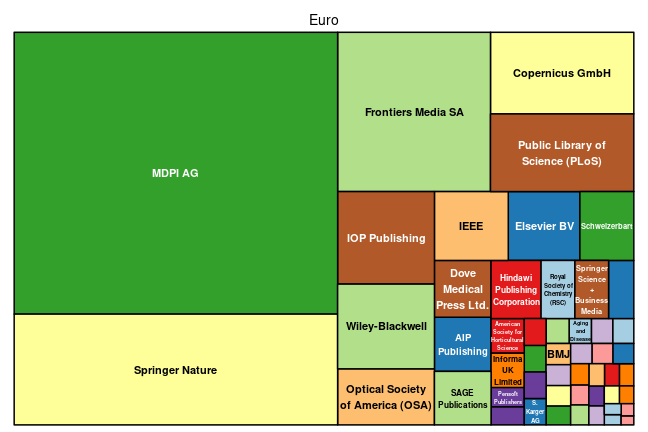 Euro
MDPI AG
Springer Nature
Frontiers Media SA
Copernicus GmbH
Public Library of
Science (PLoS)
IOP Publishing
IEEE
Elsevier BV
Schweizerbart
Wiley-Blackwell
Optical Society
of America (OSA)
Dove
Medical
Press Ltd.
AIP
Publishing
SAGE
Publications
Hindawi
Publishing
Corporation
Royal
Society of
Chemistry
(RSC)
Springer
Science
+
Business
Media
American
Society for
Horticultural
Science
Informa
UK
Limited
Pensoft
Publishers
S.
Karger
AG
Aging
and
Disease
BMJ